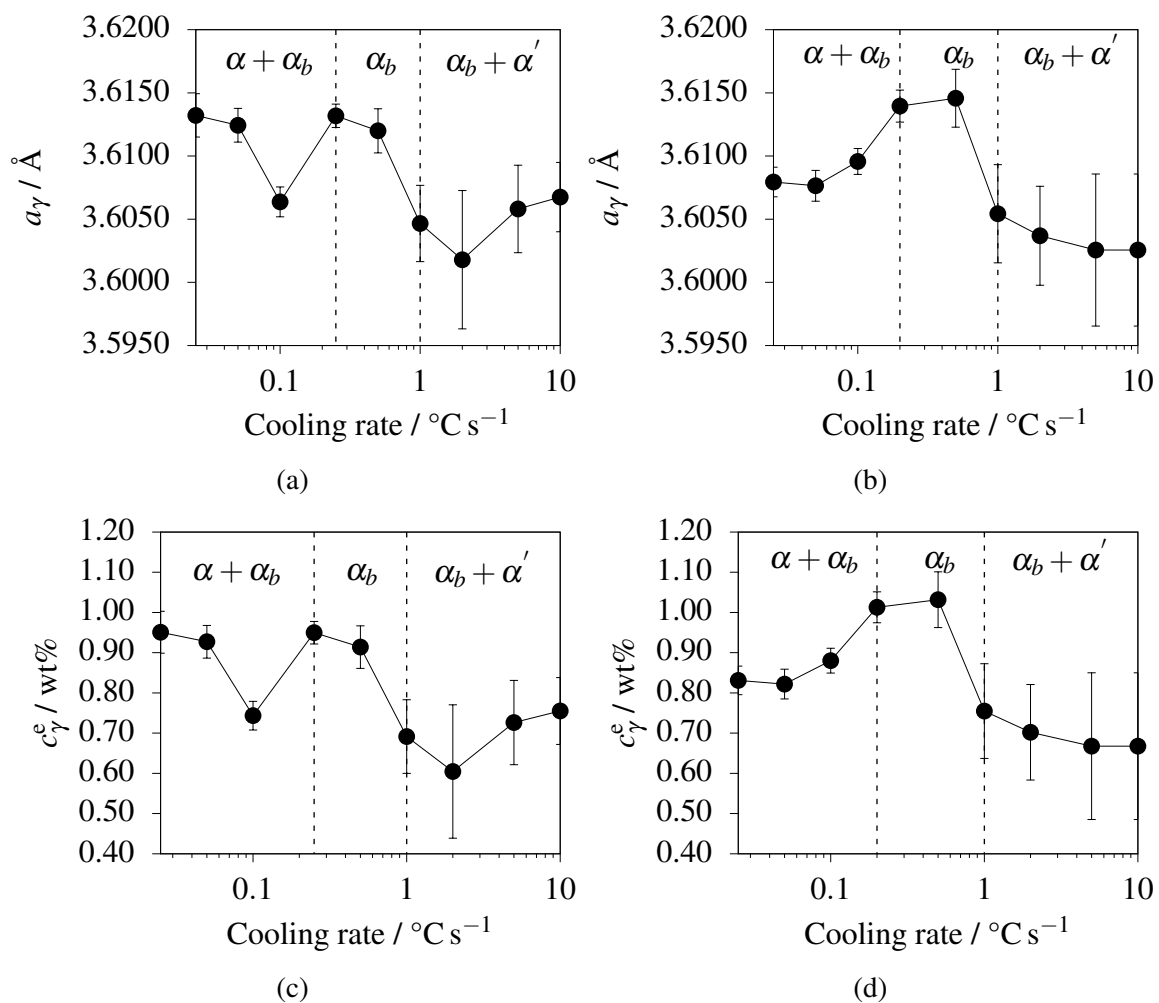 3.6200
3.6150
3.6100
3.6050
3.6000
3.5950
a_γ / Å
α + α_b
α_b
α_b + α′
0.1 1 10
Cooling rate / °C s⁻¹
(a)
3.6200
3.6150
3.6100
3.6050
3.6000
3.5950
a_γ / Å
α + α_b
α_b
α_b + α′
0.1 1 10
Cooling rate / °C s⁻¹
(b)
1.20
1.10
1.00
0.90
0.80
0.70
0.60
0.50
0.40
c_γ^e / wt%
α + α_b
α_b
α_b + α′
0.1 1 10
Cooling rate / °C s⁻¹
(c)
1.20
1.10
1.00
0.90
0.80
0.70
0.60
0.50
0.40
c_γ^e / wt%
α + α_b
α_b
α_b + α′
0.1 1 10
Cooling rate / °C s⁻¹
(d)